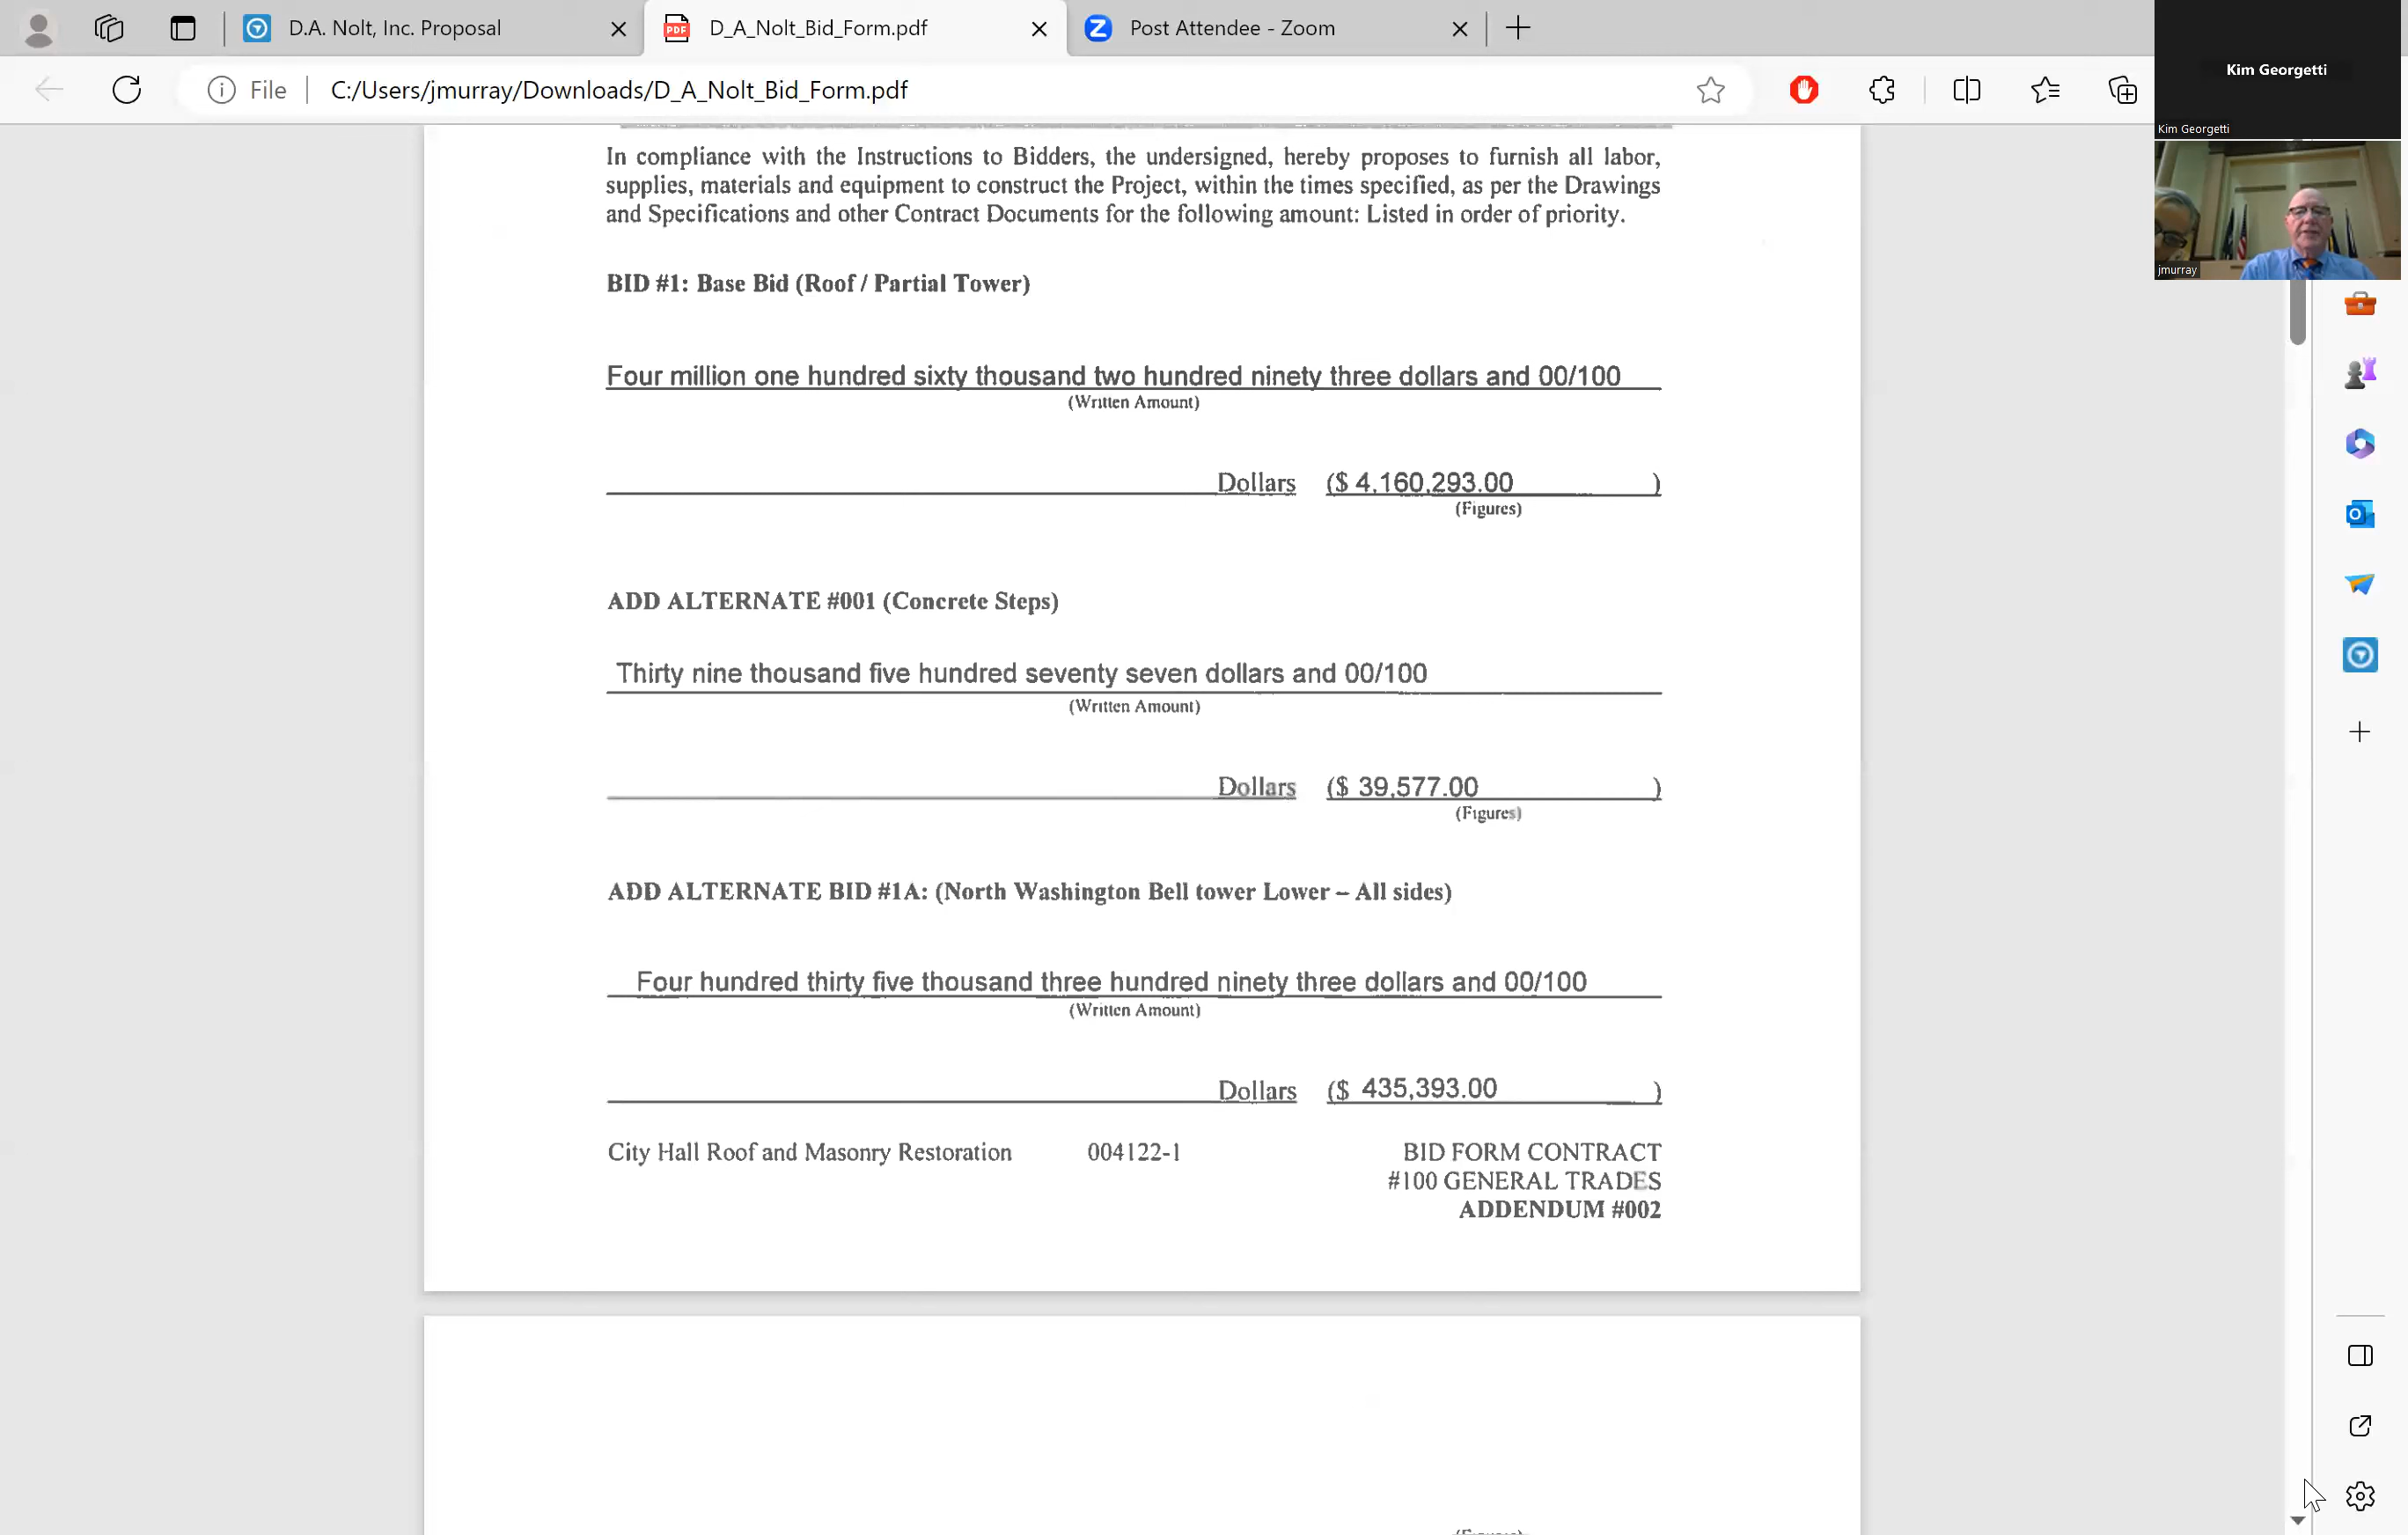 D.A. Nolt, Inc. Proposal
D_A_Nolt_Bid_Form.pdf
Post Attendee - Zoom
File
C:/Users/jmurray/Downloads/D_A_Nolt_Bid_Form.pdf
Kim Georgetti
Kim Georgetti
jmurray
In compliance with the Instructions to Bidders, the undersigned, hereby proposes to furnish all labor,
supplies, materials and equipment to construct the Project, within the times specified, as per the Drawings
and Specifications and other Contract Documents for the following amount: Listed in order of priority.
BID #1: Base Bid (Roof / Partial Tower)
Four million one hundred sixty thousand two hundred ninety three dollars and 00/100
(Written Amount)
Dollars ($ 4,160,293.00 )
(Figures)
ADD ALTERNATE #001 (Concrete Steps)
Thirty nine thousand five hundred seventy seven dollars and 00/100
(Written Amount)
Dollars ($ 39,577.00 )
(Figures)
ADD ALTERNATE BID #1A: (North Washington Bell tower Lower – All sides)
Four hundred thirty five thousand three hundred ninety three dollars and 00/100
(Written Amount)
Dollars ($ 435,393.00 )
City Hall Roof and Masonry Restoration 004122-1 BID FORM CONTRACT
#100 GENERAL TRADES
ADDENDUM #002